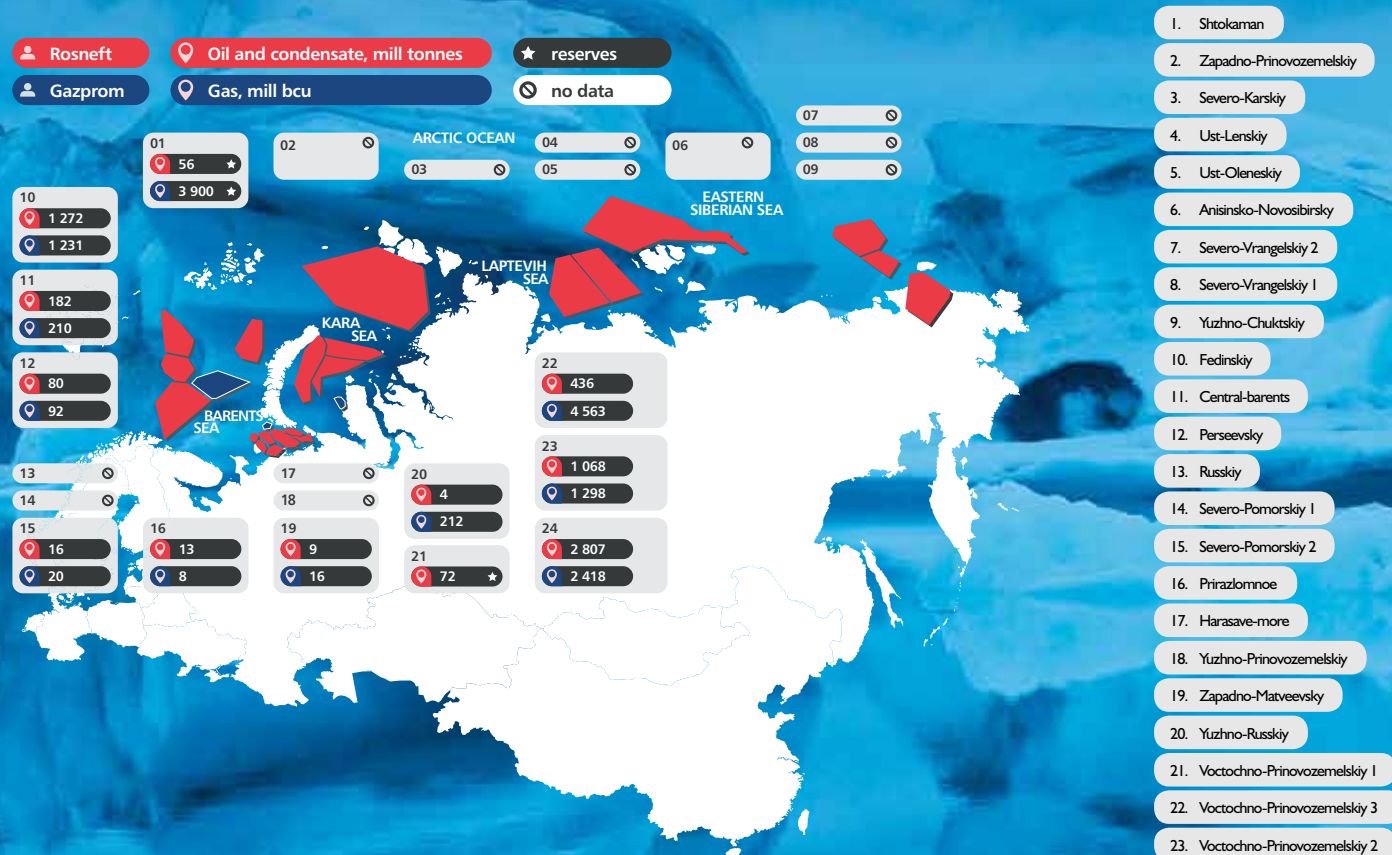 Rosneft
Oil and condensate, mill tonnes
reserves
Gazprom
Gas, mill bcu
no data
01
56
3 900
02
ARCTIC OCEAN
03
04
05
06
07
08
09
EASTERN
SIBERIAN SEA
10
1 272
1 231
LAPTEVIH
SEA
11
182
210
KARA
SEA
12
80
92
BARENTS
SEA
13
14
15
16
20
16
13
8
17
18
19
9
16
20
4
212
21
72
22
436
4 563
23
1 068
1 298
24
2 807
2 418
1. Shtokaman
2. Zapadno-Prinovozemelskiy
3. Severo-Karskiy
4. Ust-Lenskiy
5. Ust-Oleneskiy
6. Anisinsko-Novosibirsky
7. Severo-Vrangelskiy 2
8. Severo-Vrangelskiy 1
9. Yuzhno-Chuktskiy
10. Fedinskiy
11. Central-barents
12. Perseevsky
13. Russkiy
14. Severo-Pomorskiy 1
15. Severo-Pomorskiy 2
16. Prirazlomnoe
17. Harasave-more
18. Yuzhno-Prinovozemelskiy
19. Zapadno-Matveevsky
20. Yuzhno-Russkiy
21. Voctochno-Prinovozemelskiy 1
22. Voctochno-Prinovozemelskiy 3
23. Voctochno-Prinovozemelskiy 2